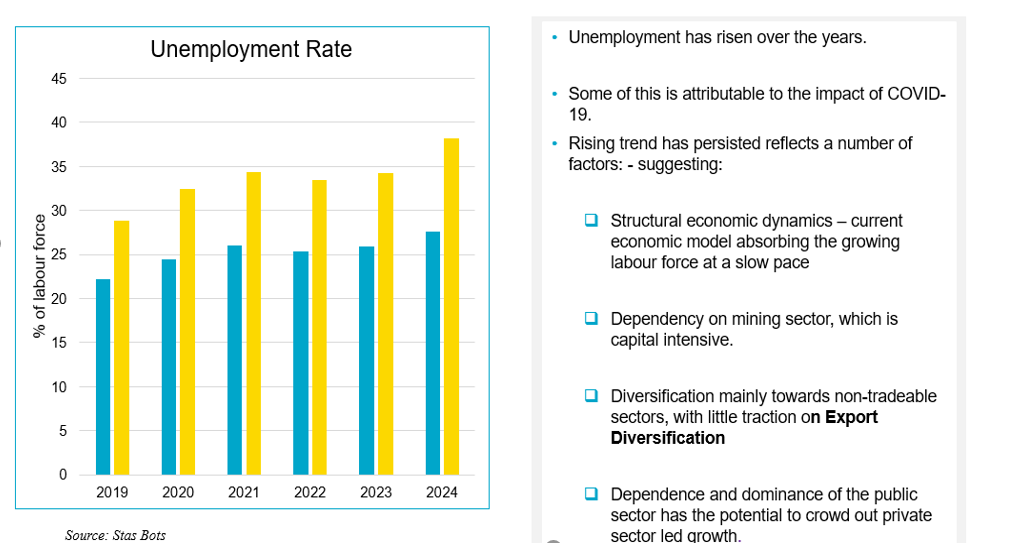 Unemployment Rate
45
40
35
30
25
20
15
10
5
0
% of labour force
2019 2020 2021 2022 2023 2024
Source: Stas Bots
• Unemployment has risen over the years.
• Some of this is attributable to the impact of COVID-
19.
• Rising trend has persisted reflects a number of
factors: - suggesting:
❑ Structural economic dynamics – current
economic model absorbing the growing
labour force at a slow pace
❑ Dependency on mining sector, which is
capital intensive.
❑ Diversification mainly towards non-tradeable
sectors, with little traction on Export
Diversification
❑ Dependence and dominance of the public
sector has the potential to crowd out private
sector led growth.